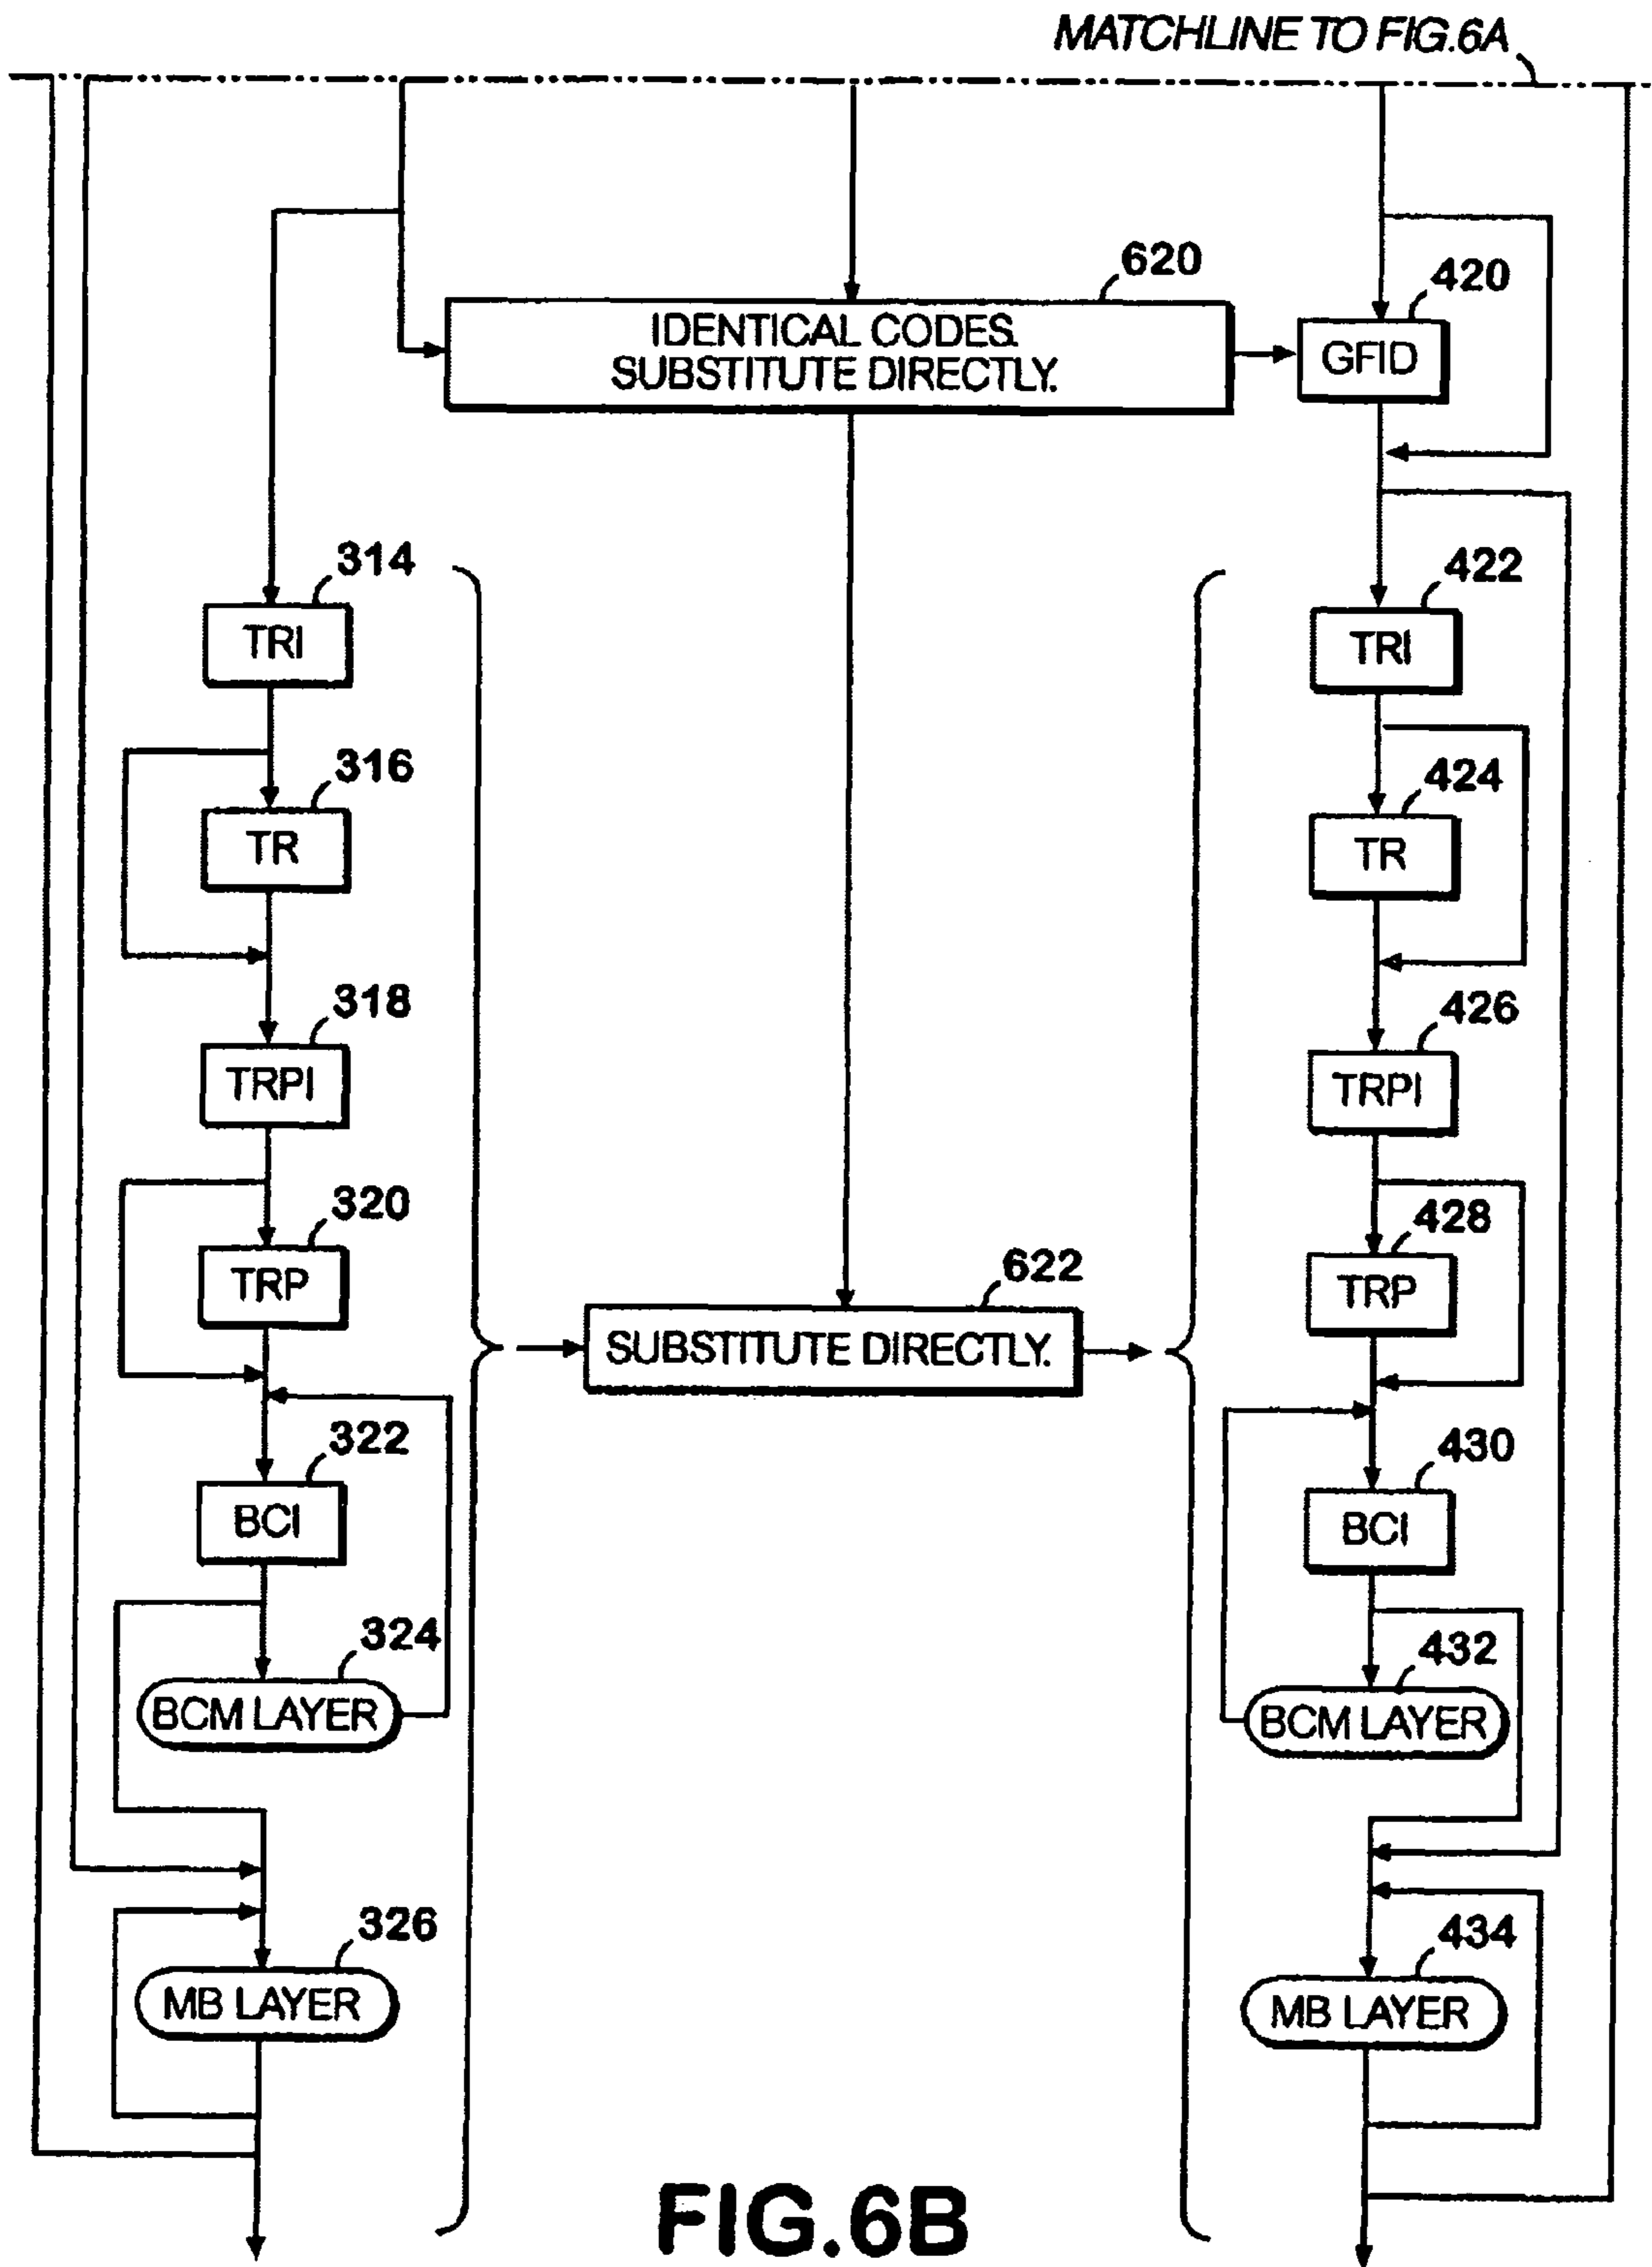 MATCHLINE TO FIG.6A
620
IDENTICAL CODES.
SUBSTITUTE DIRECTLY.
420
GFID
314
TRI
422
TRI
316
TR
424
TR
318
TRPI
426
TRPI
320
TRP
428
TRP
622
SUBSTITUTE DIRECTLY.
322
BCI
430
BCI
324
BCM LAYER
432
BCM LAYER
326
MB LAYER
434
MB LAYER
FIG.6B